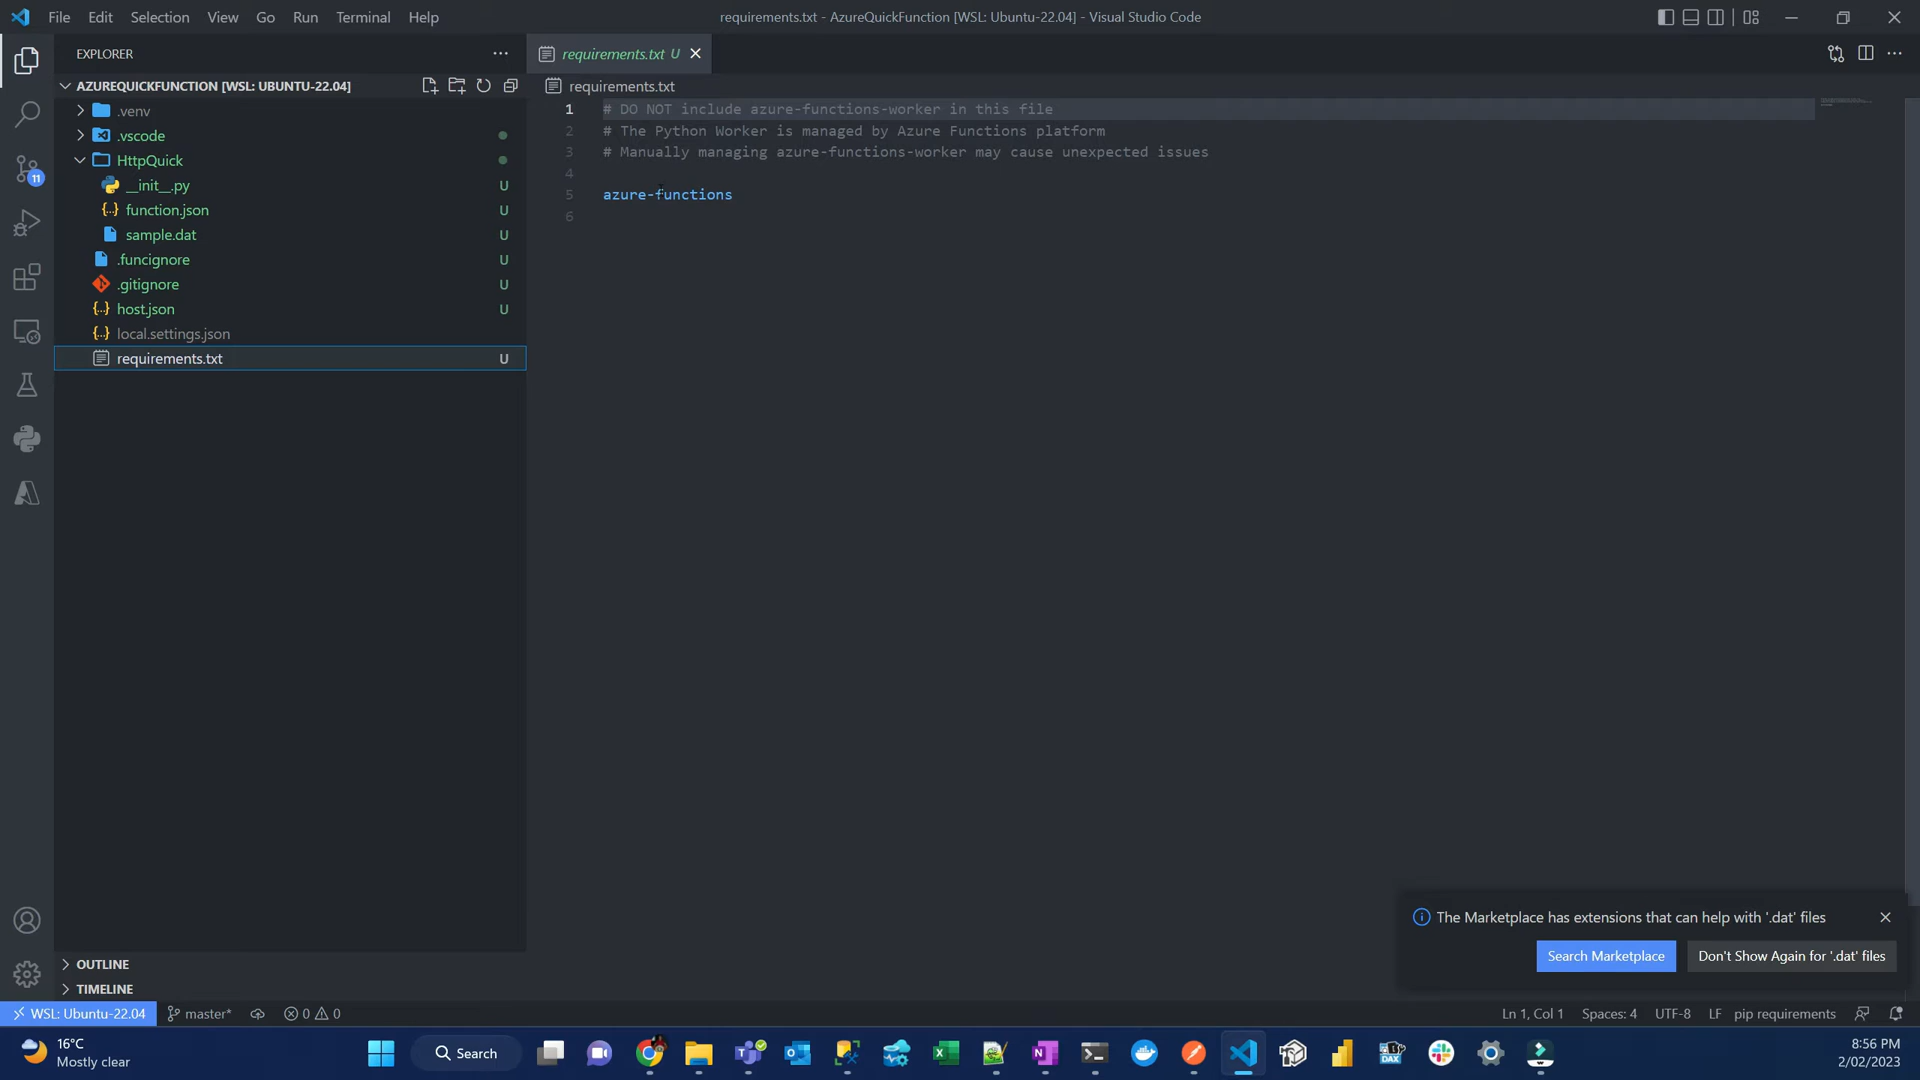 File Edit Selection View Go Run Terminal Help
requirements.txt - AzureQuickFunction [WSL: Ubuntu-22.04] - Visual Studio Code
EXPLORER
requirements.txt U
AZUREQUICKFUNCTION [WSL: UBUNTU-22.04]
.venv
.vscode
HttpQuick
__init__.py U
function.json U
sample.dat U
.funcignore U
.gitignore U
host.json U
local.settings.json
requirements.txt U
11
OUTLINE
TIMELINE
requirements.txt
1 # DO NOT include azure-functions-worker in this file
2 # The Python Worker is managed by Azure Functions platform
3 # Manually managing azure-functions-worker may cause unexpected issues
4
5 azure-functions
6
The Marketplace has extensions that can help with '.dat' files
Search Marketplace Don't Show Again for '.dat' files
WSL: Ubuntu-22.04 master* 0 0 Ln 1, Col 1 Spaces: 4 UTF-8 LF pip requirements
16°C
Mostly clear
Search
DAX
8:56 PM
2/02/2023